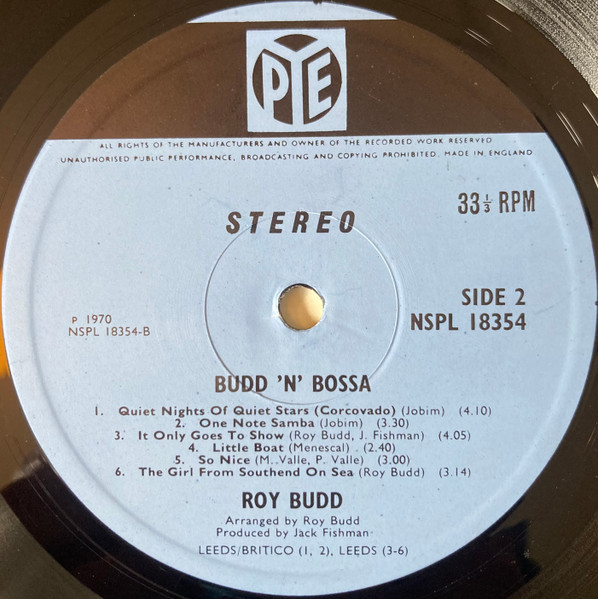 PYE
ALL RIGHTS OF THE MANUFACTURERS AND OWNER OF THE RECORDED WORK RESERVED
UNAUTHORISED PUBLIC PERFORMANCE, BROADCASTING AND COPYING PROHIBITED. MADE IN ENGLAND
STEREO
33⅓ RPM
SIDE 2
NSPL 18354
P 1970
NSPL 18354-B
BUDD 'N' BOSSA
1. Quiet Nights Of Quiet Stars (Corcovado) (Jobim) (4.10)
2. One Note Samba (Jobim) (3.30)
3. It Only Goes To Show (Roy Budd, J. Fishman) (4.05)
4. Little Boat (Menescal) (2.40)
5. So Nice (M..Valle, P. Valle) (3.00)
6. The Girl From Southend On Sea (Roy Budd) (3.14)
ROY BUDD
Arranged by Roy Budd
Produced by Jack Fishman
LEEDS/BRITICO (1, 2), LEEDS (3-6)